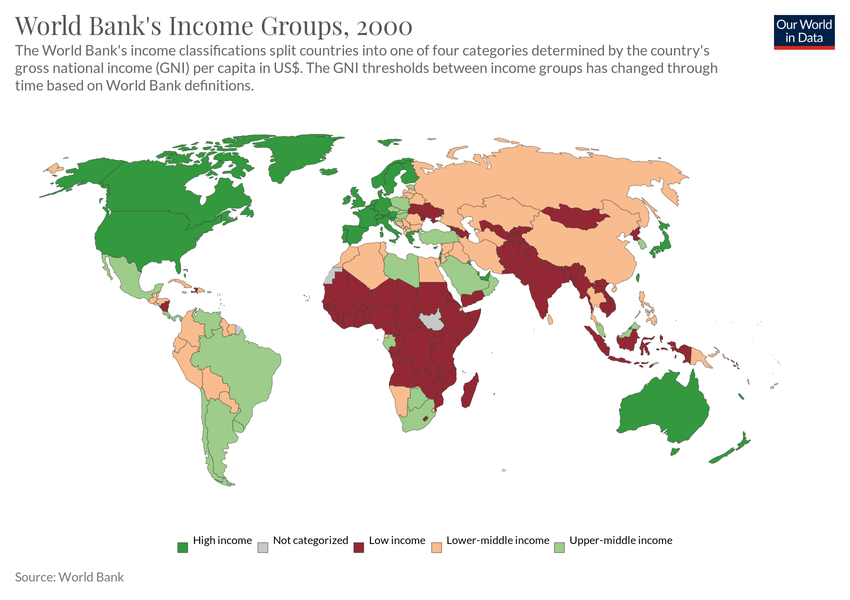 World Bank's Income Groups, 2000
Our World
in Data
The World Bank's income classifications split countries into one of four categories determined by the country's
gross national income (GNI) per capita in US$. The GNI thresholds between income groups has changed through
time based on World Bank definitions.
High income
Not categorized
Low income
Lower-middle income
Upper-middle income
Source: World Bank